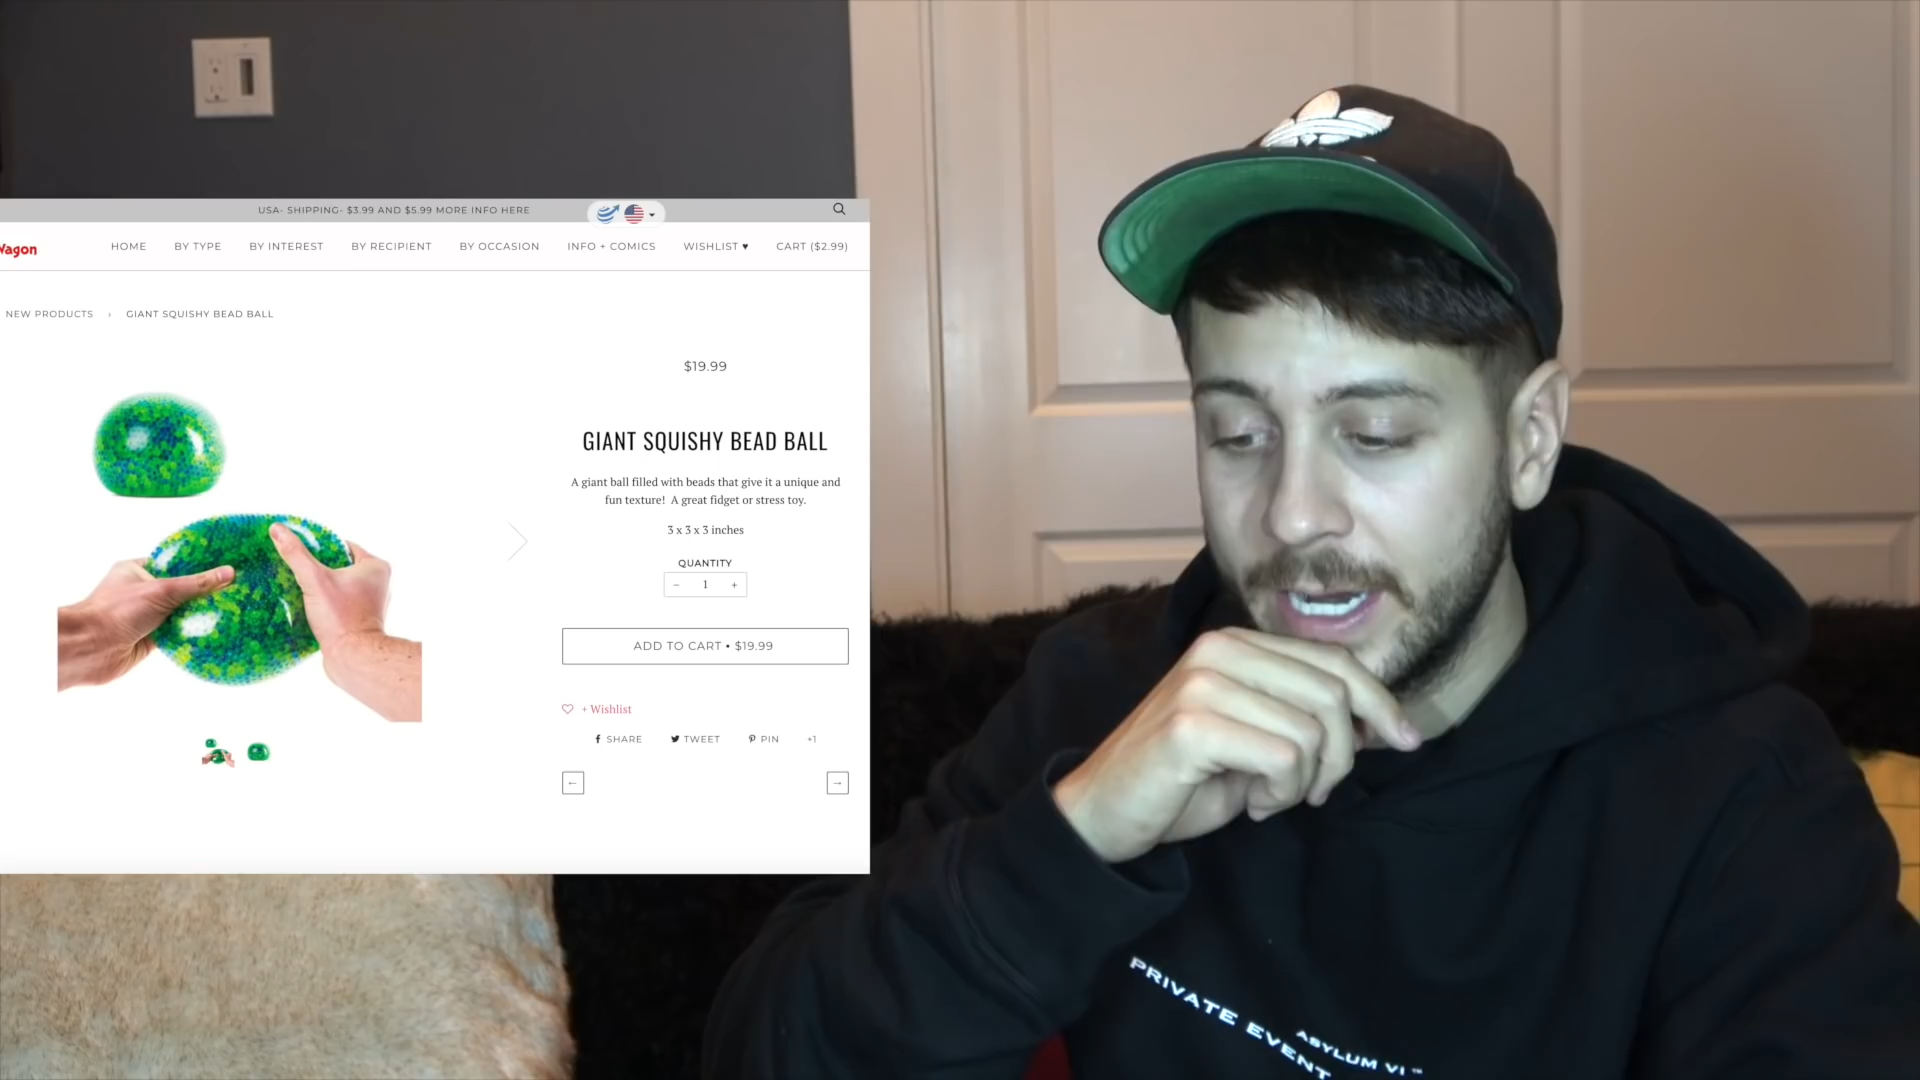 USA- SHIPPING- $3.99 AND $5.99 MORE INFO HERE
Wagon
HOME BY TYPE BY INTEREST BY RECIPIENT BY OCCASION INFO + COMICS WISHLIST ♥ CART ($2.99)
NEW PRODUCTS › GIANT SQUISHY BEAD BALL
$19.99
GIANT SQUISHY BEAD BALL
A giant ball filled with beads that give it a unique and
fun texture! A great fidget or stress toy.
3 x 3 x 3 inches
QUANTITY
− 1 +
ADD TO CART • $19.99
+ Wishlist
SHARE TWEET PIN +1
← →
PRIVATE EVENT
ASYLUM VI ™